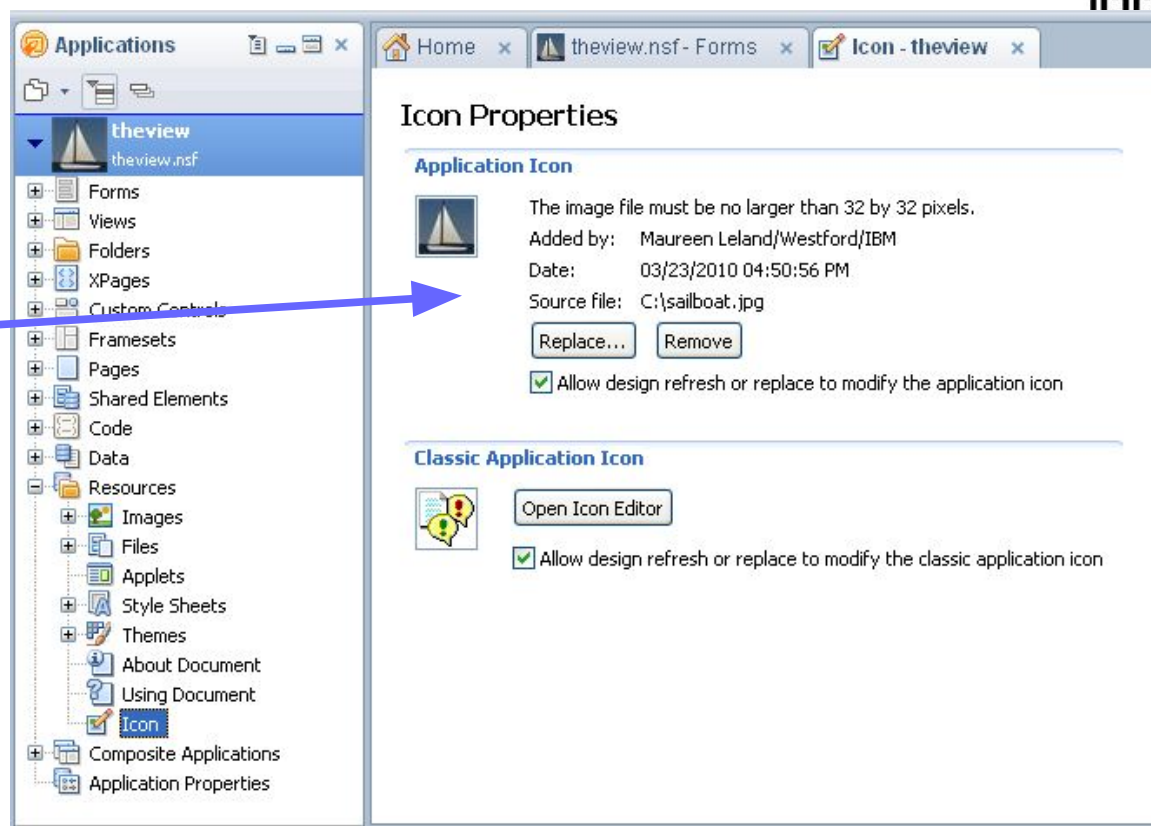 Applications
theview
theview.nsf
Forms
Views
Folders
XPages
Custom Controls
Framesets
Pages
Shared Elements
Code
Data
Resources
Images
Files
Applets
Style Sheets
Themes
About Document
Using Document
Icon
Composite Applications
Application Properties
Home
theview.nsf - Forms
Icon - theview
Icon Properties
Application Icon
The image file must be no larger than 32 by 32 pixels.
Added by: Maureen Leland/Westford/IBM
Date: 03/23/2010 04:50:56 PM
Source file: C:\sailboat.jpg
Replace... Remove
Allow design refresh or replace to modify the application icon
Classic Application Icon
Open Icon Editor
Allow design refresh or replace to modify the classic application icon